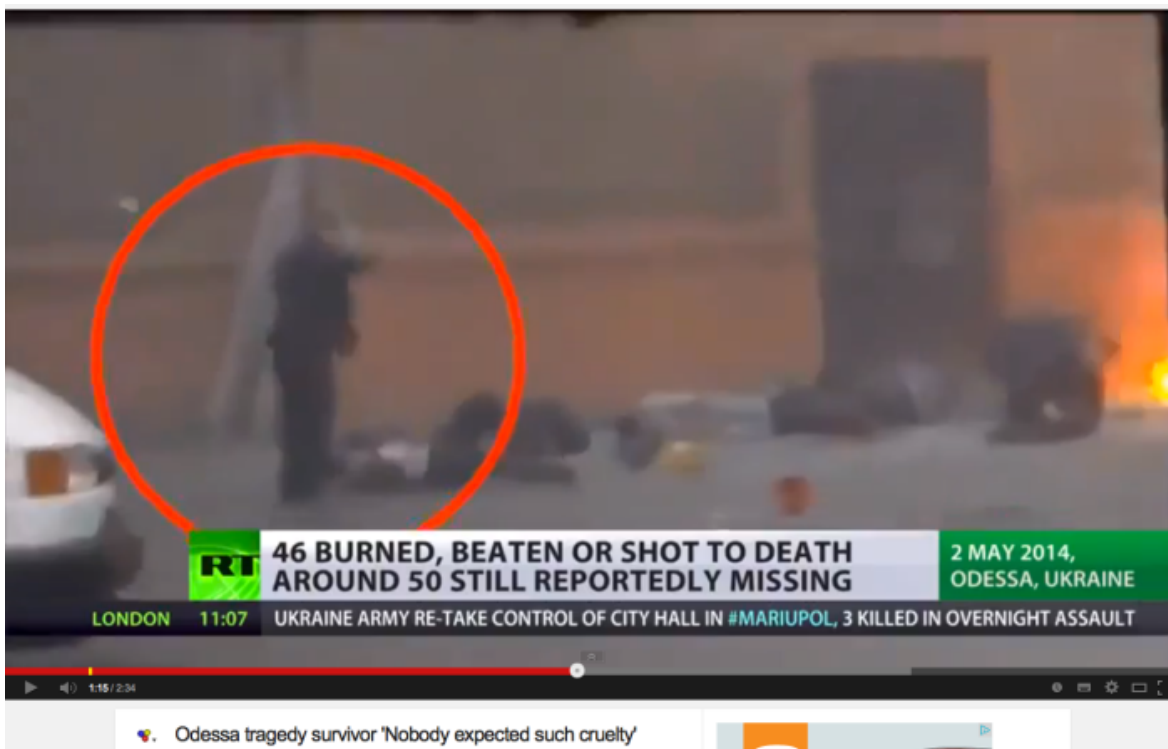 RT
46 BURNED, BEATEN OR SHOT TO DEATH
AROUND 50 STILL REPORTEDLY MISSING
2 MAY 2014,
ODESSA, UKRAINE
LONDON 11:07 UKRAINE ARMY RE-TAKE CONTROL OF CITY HALL IN #MARIUPOL, 3 KILLED IN OVERNIGHT ASSAULT
1:15 / 2:34
Odessa tragedy survivor 'Nobody expected such cruelty'